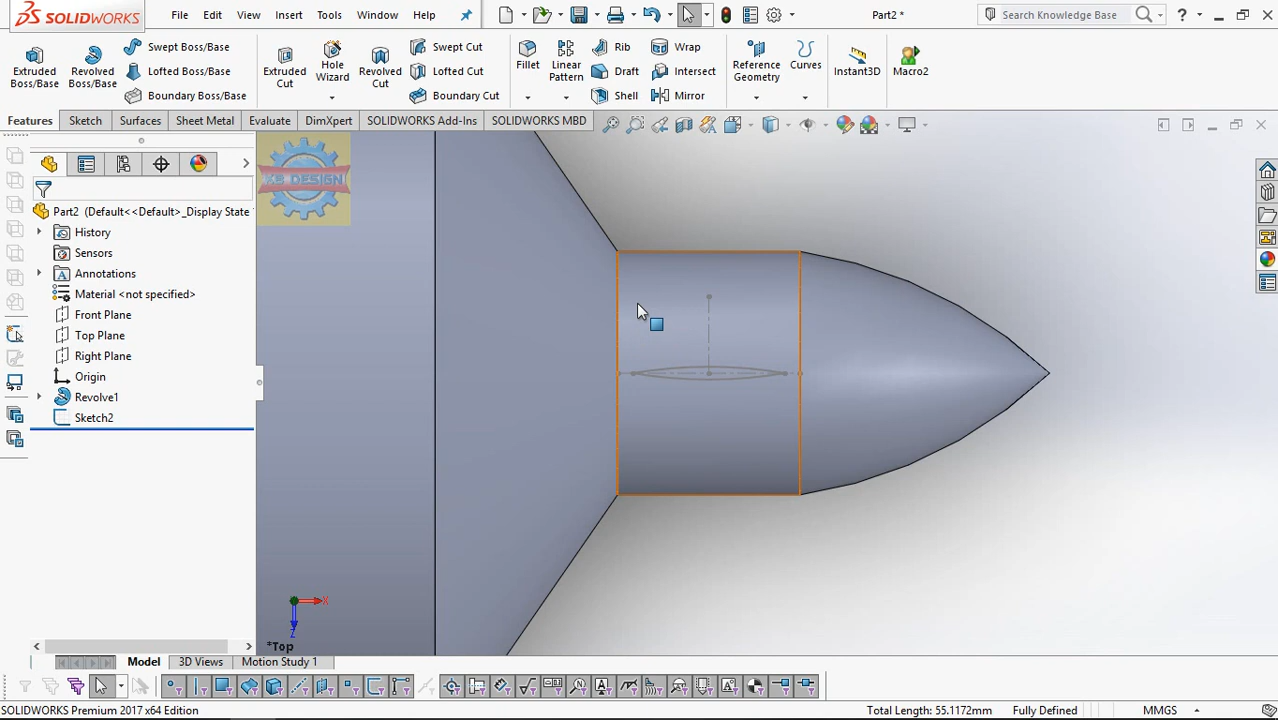 SOLIDWORKS File Edit View Insert Tools Window Help Part2 * Search Knowledge Base ?
Extruded Boss/Base Revolved Boss/Base Swept Boss/Base Lofted Boss/Base Boundary Boss/Base Extruded Cut Hole Wizard Revolved Cut Swept Cut Lofted Cut Boundary Cut Fillet Linear Pattern Rib Draft Shell Wrap Intersect Mirror Reference Geometry Curves Instant3D Macro2
Features Sketch Surfaces Sheet Metal Evaluate DimXpert SOLIDWORKS Add-Ins SOLIDWORKS MBD
KB DESIGN
Part2 (Default<<Default>_Display State
History
Sensors
Annotations
Material <not specified>
Front Plane
Top Plane
Right Plane
Origin
Revolve1
Sketch2
X
Z
*Top
Model 3D Views Motion Study 1
SOLIDWORKS Premium 2017 x64 Edition Total Length: 55.1172mm Fully Defined MMGS